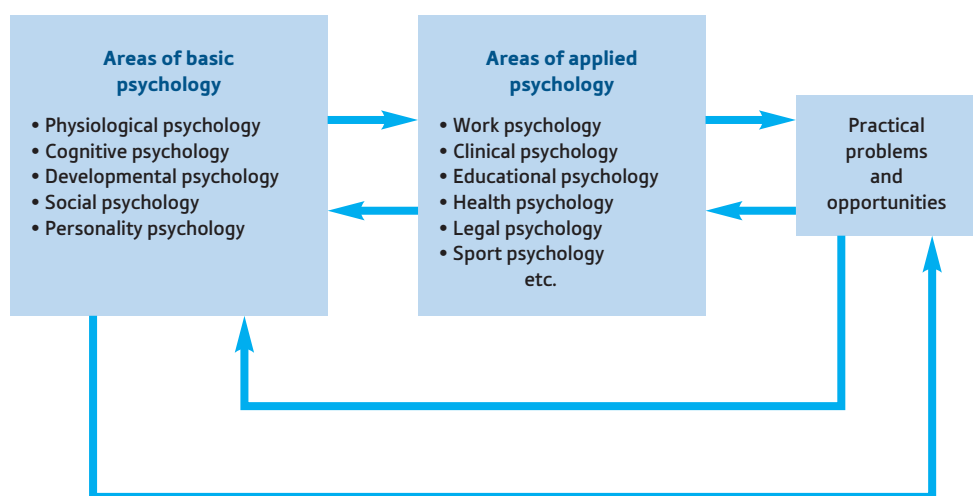 Areas of basic
psychology
• Physiological psychology
• Cognitive psychology
• Developmental psychology
• Social psychology
• Personality psychology
Areas of applied
psychology
• Work psychology
• Clinical psychology
• Educational psychology
• Health psychology
• Legal psychology
• Sport psychology
etc.
Practical
problems
and
opportunities